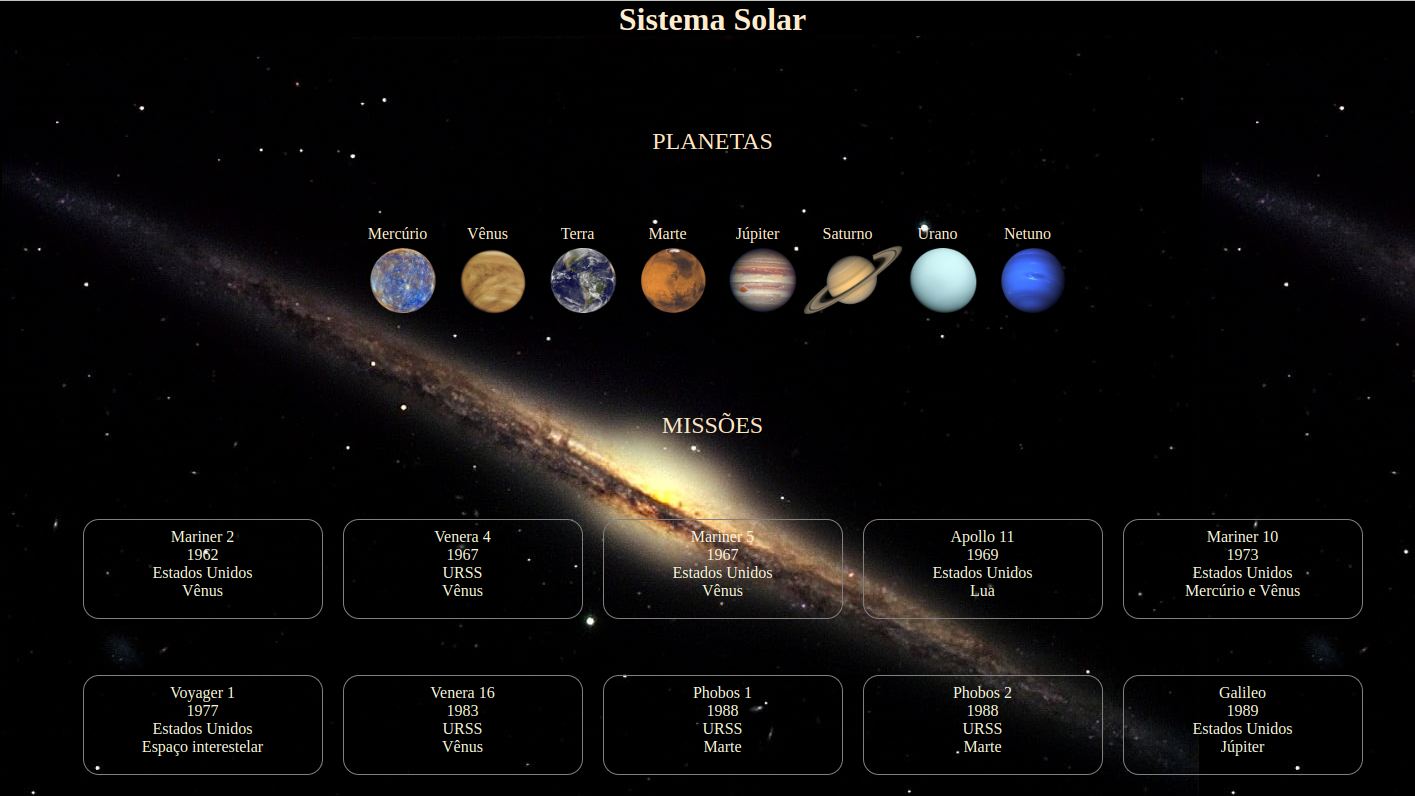 Sistema Solar
PLANETAS
Mercúrio Vênus Terra Marte Júpiter Saturno Urano Netuno
MISSÕES
Mariner 2
1962
Estados Unidos
Vênus
Venera 4
1967
URSS
Vênus
Mariner 5
1967
Estados Unidos
Vênus
Apollo 11
1969
Estados Unidos
Lua
Mariner 10
1973
Estados Unidos
Mercúrio e Vênus
Voyager 1
1977
Estados Unidos
Espaço interestelar
Venera 16
1983
URSS
Vênus
Phobos 1
1988
URSS
Marte
Phobos 2
1988
URSS
Marte
Galileo
1989
Estados Unidos
Júpiter